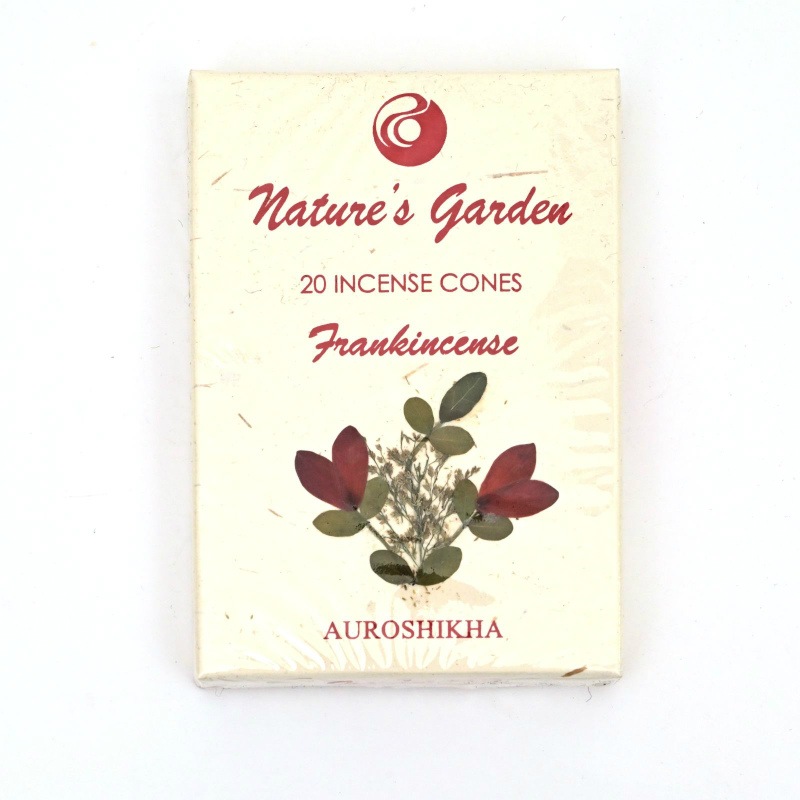 Nature's Garden
20 INCENSE CONES
Frankincense
AUROSHIKHA